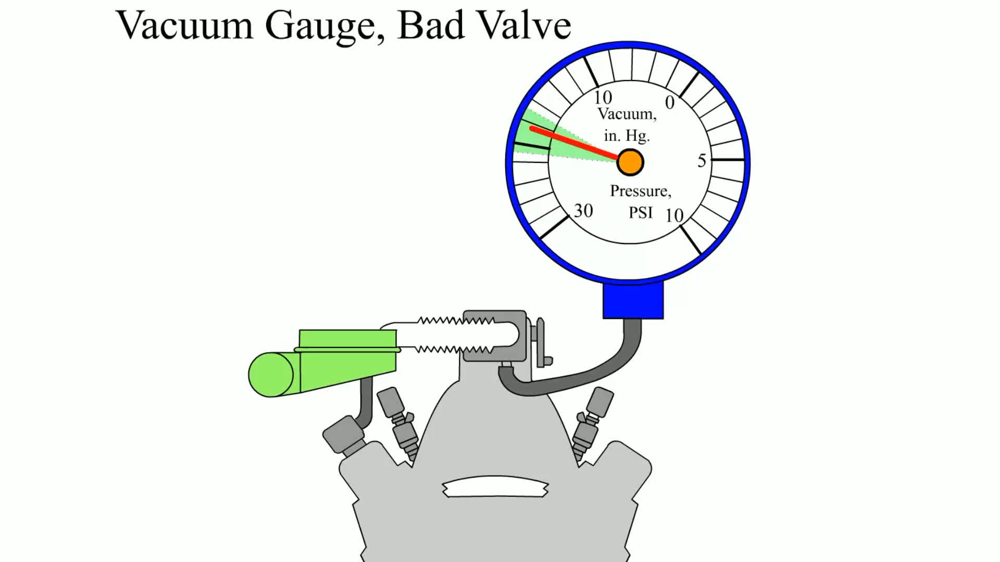 Vacuum Gauge, Bad Valve
10
0
Vacuum,
in. Hg.
5
Pressure,
PSI
30
10